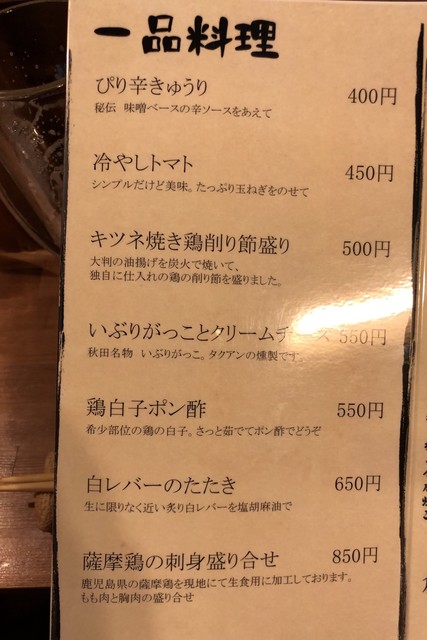 一品料理
ぴり辛きゅうり 400円
秘伝 味噌ベースの辛ソースをあえて
冷やしトマト 450円
シンプルだけど美味。たっぷり玉ねぎをのせて
キツネ焼き鶏削り節盛り 500円
大判の油揚げを炭火で焼いて、
独自に仕入れの鶏の削り節を盛りました。
いぶりがっことクリームチーズ 550円
秋田名物 いぶりがっこ。タクアンの燻製です。
鶏白子ポン酢 550円
希少部位の鶏の白子。さっと茹でてポン酢でどうぞ
白レバーのたたき 650円
生に限りなく近い炙り白レバーを塩胡麻油で
薩摩鶏の刺身盛り合せ 850円
鹿児島県の薩摩鶏を現地にて生食用に加工しております。
もも肉と胸肉の盛り合せ